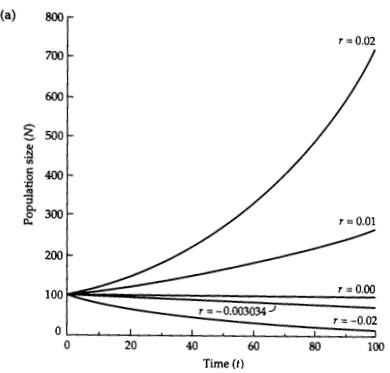 (a)
800
700
600
500
400
300
200
100
0
Population size (N)
r = 0.02
r = 0.01
r = 0.00
r = -0.003034
r = -0.02
0
20
40
60
80
100
Time (t)